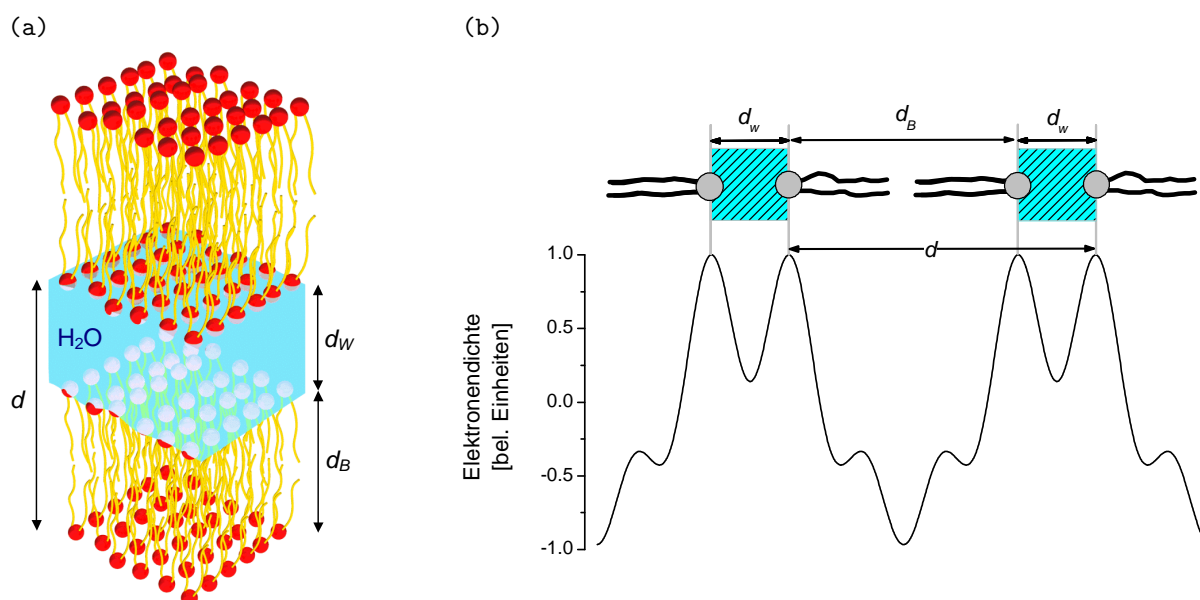 (a)
H₂O
d
d_W
d_B
(b)
d_w
d_B
d_w
d
Elektronendichte
[bel. Einheiten]
1.0
0.5
0.0
-0.5
-1.0